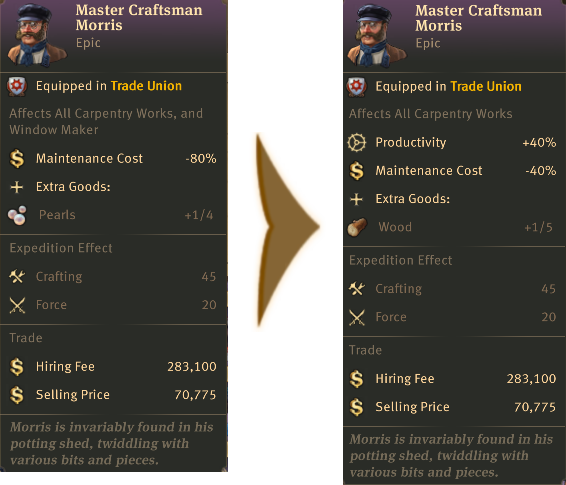 Master Craftsman
Morris
Epic
Equipped in Trade Union
Affects All Carpentry Works, and
Window Maker
Maintenance Cost -80%
Extra Goods:
Pearls +1/4
Expedition Effect
Crafting 45
Force 20
Trade
Hiring Fee 283,100
Selling Price 70,775
Morris is invariably found in his
potting shed, twiddling with
various bits and pieces.
Master Craftsman
Morris
Epic
Equipped in Trade Union
Affects All Carpentry Works
Productivity +40%
Maintenance Cost -40%
Extra Goods:
Wood +1/5
Expedition Effect
Crafting 45
Force 20
Trade
Hiring Fee 283,100
Selling Price 70,775
Morris is invariably found in his
potting shed, twiddling with
various bits and pieces.